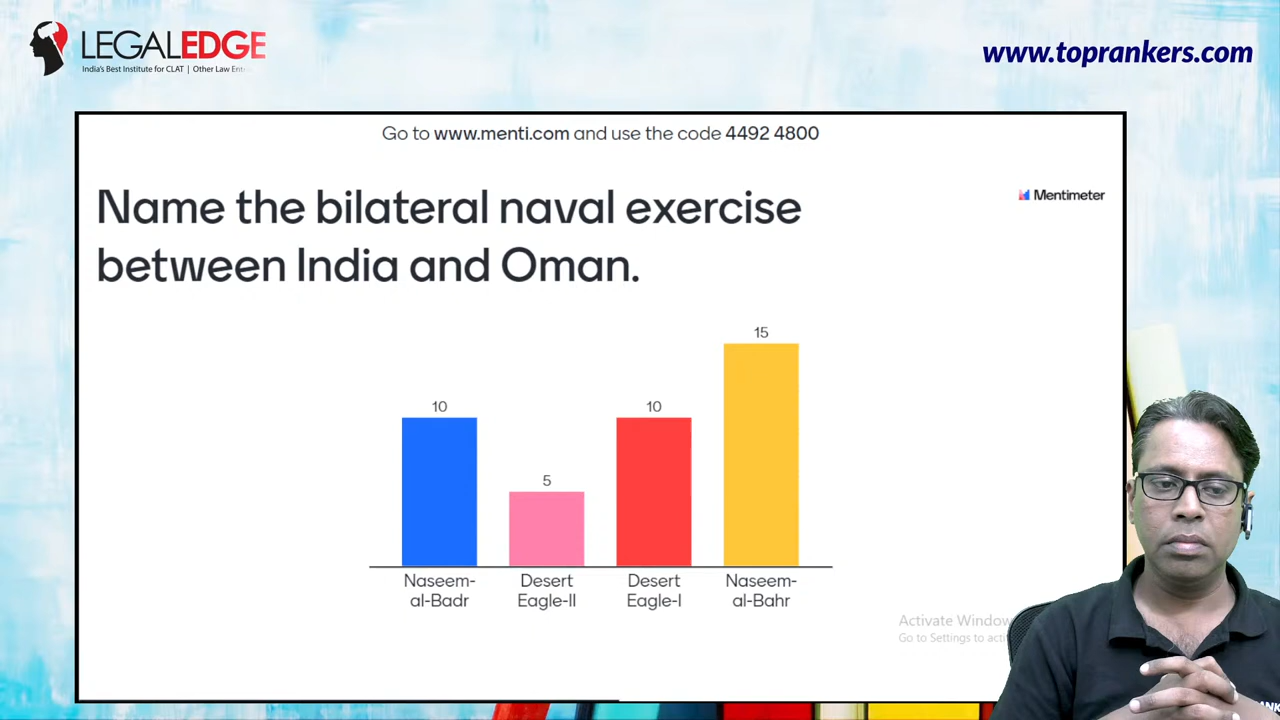 LEGALEDGE
India's Best Institute for CLAT | Other Law Entr
www.toprankers.com
Go to www.menti.com and use the code 4492 4800
Name the bilateral naval exercise
between India and Oman.
Mentimeter
10
5
10
15
Naseem-
al-Badr
Desert
Eagle-II
Desert
Eagle-I
Naseem-
al-Bahr
Activate Window
Go to Settings to acti